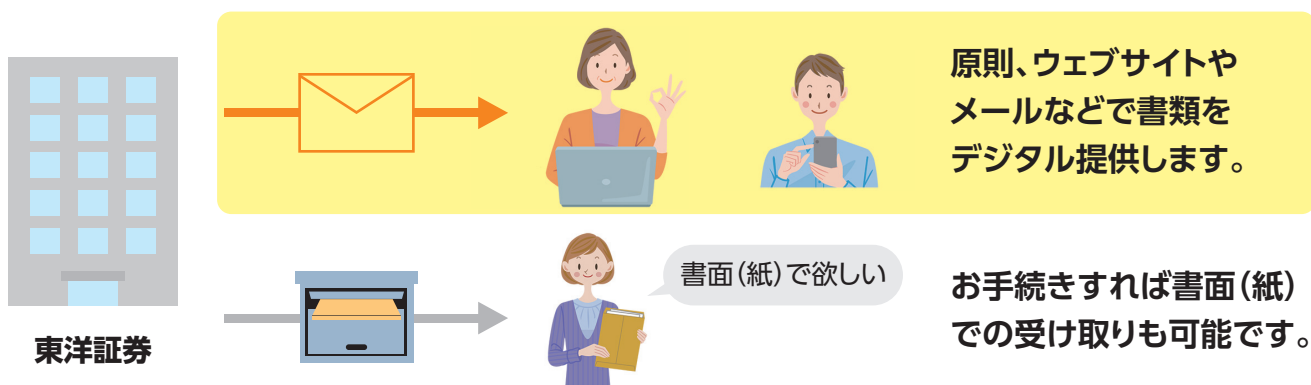 原則、ウェブサイトや
メールなどで書類を
デジタル提供します。
東洋証券
書面(紙)で欲しい
お手続きすれば書面(紙)
での受け取りも可能です。